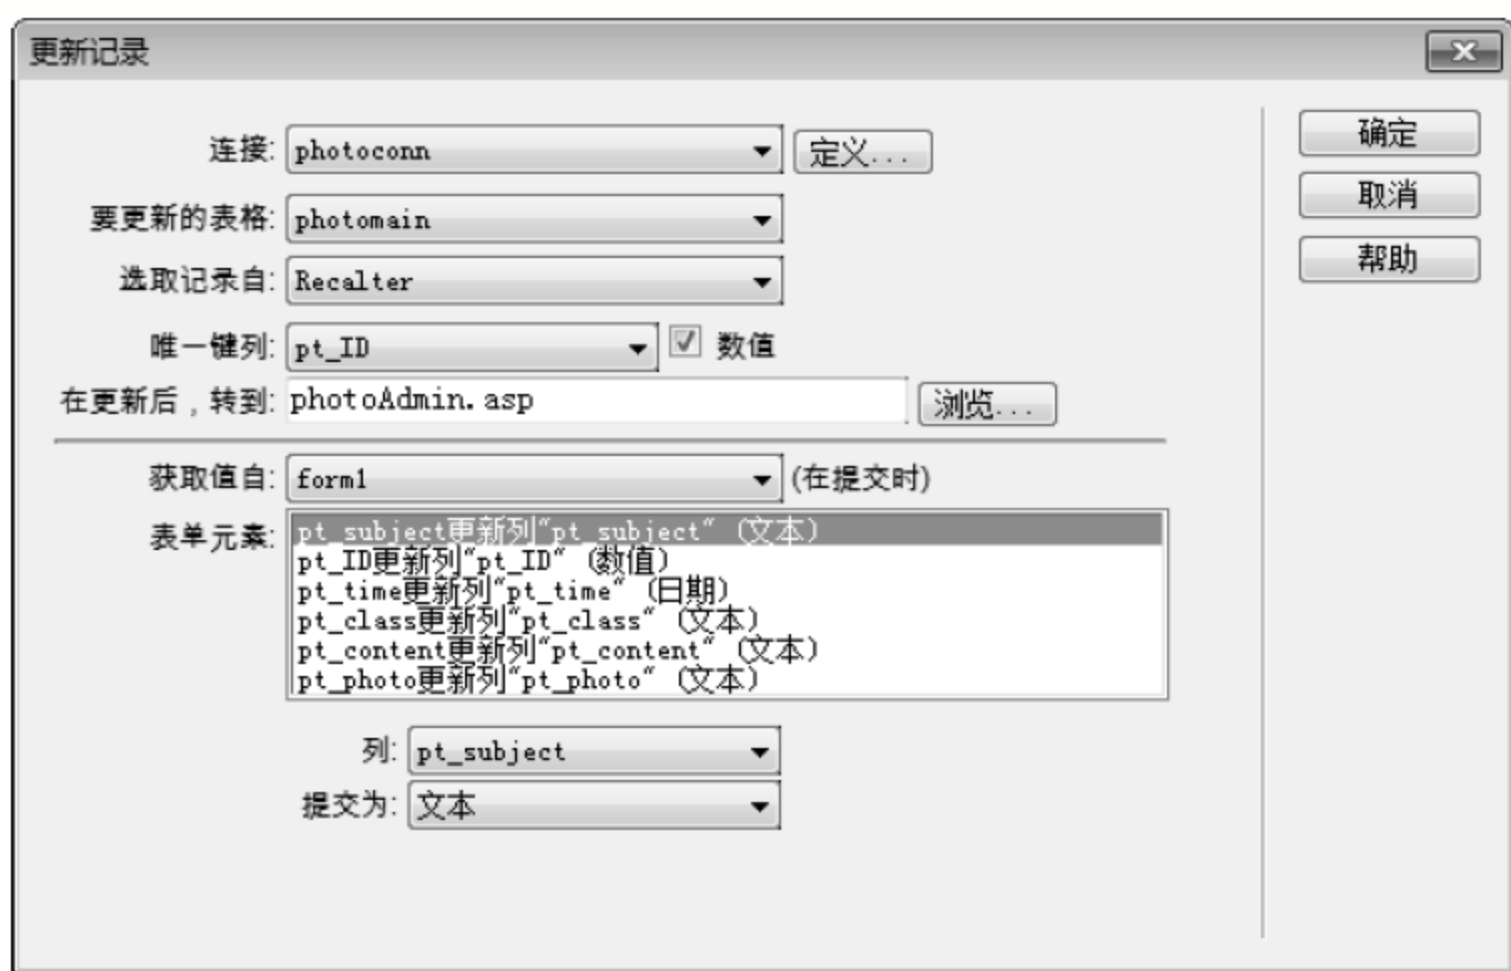 更新记录
连接: photoconn 定义...
确定
要更新的表格: photomain
取消
选取记录自: Recalter
帮助
唯一键列: pt_ID 数值
在更新后，转到: photoAdmin.asp 浏览...
获取值自: form1 (在提交时)
表单元素: pt_subject更新列"pt_subject" (文本)
pt_ID更新列"pt_ID" (数值)
pt_time更新列"pt_time" (日期)
pt_class更新列"pt_class" (文本)
pt_content更新列"pt_content" (文本)
pt_photo更新列"pt_photo" (文本)
列: pt_subject
提交为: 文本